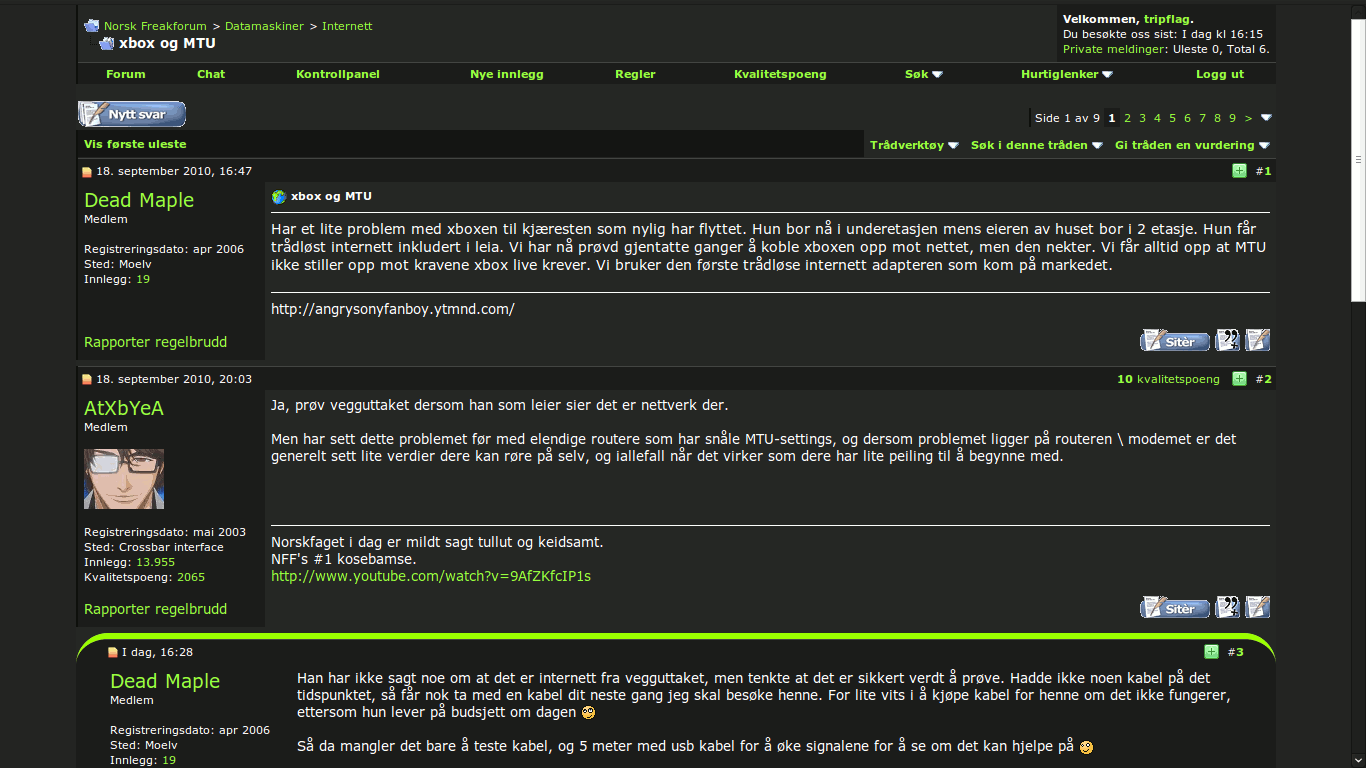 Norsk Freakforum > Datamaskiner > Internett
xbox og MTU
Velkommen, tripflag.
Du besøkte oss sist: I dag kl 16:15
Private meldinger: Uleste 0, Total 6.
Forum Chat Kontrollpanel Nye innlegg Regler Kvalitetspoeng Søk Hurtiglenker Logg ut
Nytt svar
Side 1 av 9 1 2 3 4 5 6 7 8 9 >
Vis første uleste
Trådverktøy Søk i denne tråden Gi tråden en vurdering
18. september 2010, 16:47 #1
Dead Maple
Medlem
Registreringsdato: apr 2006
Sted: Moelv
Innlegg: 19
Rapporter regelbrudd
xbox og MTU
Har et lite problem med xboxen til kjæresten som nylig har flyttet. Hun bor nå i underetasjen mens eieren av huset bor i 2 etasje. Hun får
trådløst internett inkludert i leia. Vi har nå prøvd gjentatte ganger å koble xboxen opp mot nettet, men den nekter. Vi får alltid opp at MTU
ikke stiller opp mot kravene xbox live krever. Vi bruker den første trådløse internett adapteren som kom på markedet.
http://angrysonyfanboy.ytmnd.com/
Sitèr
18. september 2010, 20:03 10 kvalitetspoeng #2
AtXbYeA
Medlem
Registreringsdato: mai 2003
Sted: Crossbar interface
Innlegg: 13.955
Kvalitetspoeng: 2065
Rapporter regelbrudd
Ja, prøv vegguttaket dersom han som leier sier det er nettverk der.
Men har sett dette problemet før med elendige routere som har snåle MTU-settings, og dersom problemet ligger på routeren \ modemet er det
generelt sett lite verdier dere kan røre på selv, og iallefall når det virker som dere har lite peiling til å begynne med.
Norskfaget i dag er mildt sagt tullut og keidsamt.
NFF's #1 kosebamse.
http://www.youtube.com/watch?v=9AfZKfcIP1s
Sitèr
I dag, 16:28 #3
Dead Maple
Medlem
Registreringsdato: apr 2006
Sted: Moelv
Innlegg: 19
Han har ikke sagt noe om at det er internett fra vegguttaket, men tenkte at det er sikkert verdt å prøve. Hadde ikke noen kabel på det
tidspunktet, så får nok ta med en kabel dit neste gang jeg skal besøke henne. For lite vits i å kjøpe kabel for henne om det ikke fungerer,
ettersom hun lever på budsjett om dagen
Så da mangler det bare å teste kabel, og 5 meter med usb kabel for å øke signalene for å se om det kan hjelpe på